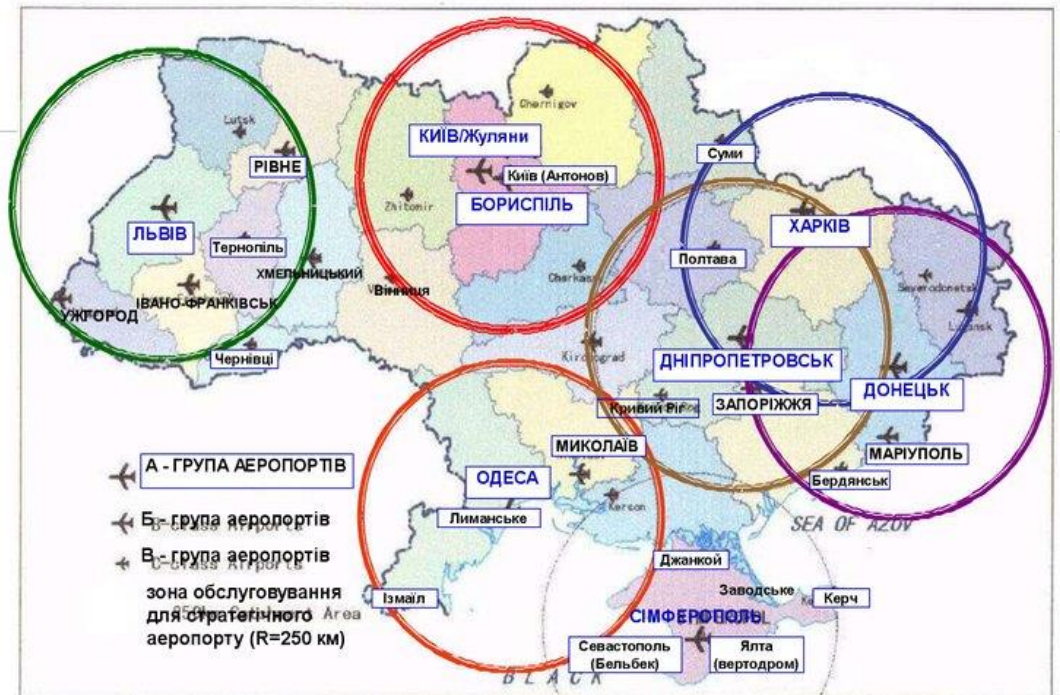 Chernigov
КИЇВ/Жуляни
Lutsk
Суми
РІВНЕ
Київ (Антонов)
Zhitomir
БОРИСПІЛЬ
ХАРКІВ
ЛЬВІВ
Тернопіль
Полтава
ХМЕЛЬНИЦЬКИЙ
Cherkassy
Severodonetsk
Вінниця
ІВАНО-ФРАНКІВСЬК
УЖГОРОД
Lugansk
Чернівці
Kirovograd
ДНІПРОПЕТРОВСЬК
ДОНЕЦЬК
Кривий Ріг
ЗАПОРІЖЖЯ
МИКОЛАЇВ
МАРІУПОЛЬ
А - ГРУПА АЕРОПОРТІВ
ОДЕСА
Бердянськ
Kerson
Лиманське
SEA OF AZOV
Б - група аеропортів
В - група аеропортів
C-Class Airports
Джанкой
зона обслуговування
Заводське
Ізмаїл
Керч
для стратегічного
аеропорту (R=250 км)
СІМФЕРОПОЛЬ
Севастополь
(Бельбек)
Ялта
(вертодром)
BLACK